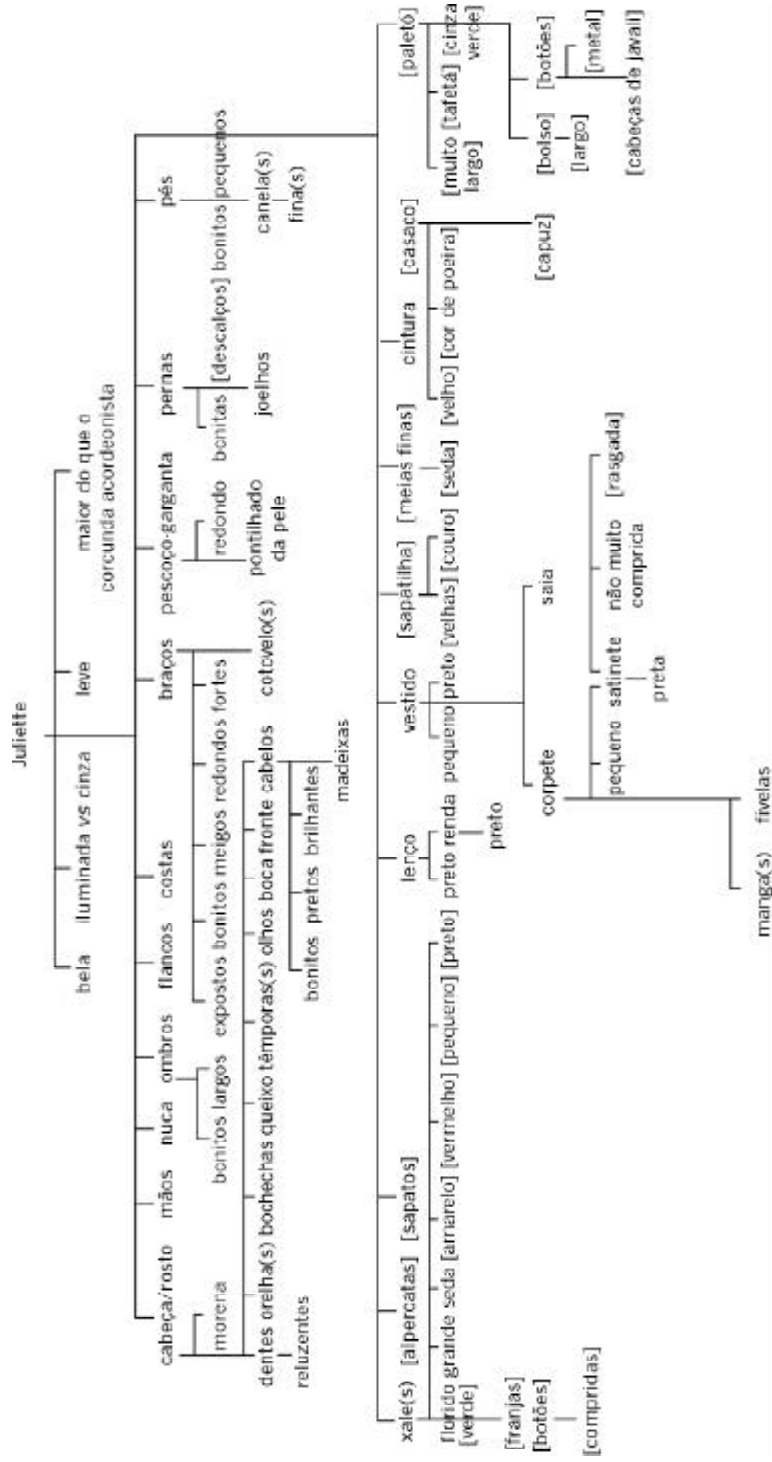 Juliette
bela iluminada vs cinza leve maior do que o
corcunda acordeonista
cabeça/rosto mãos nuca ombros flancos costas braços pescoço-garganta pernas pés
morena bonitos largos expostos bonitos meigos redondos fortes redondo bonitas [descalços] bonitos pequenos
pontilhado
da pele
joelhos
canela(s)
fina(s)
dentes orelha(s) bochechas queixo têmporas(s) olhos boca fronte cabelos cotovelo(s)
reluzentes
bonitos pretos brilhantes
madeixas
xale(s) [alpercatas] [sapatos] lenço vestido [sapatilha] [meias finas] cintura [casaco] [paletó]
florido grande seda [amarelo] [vermelho] [pequeno] [preto] preto renda pequeno preto [velhas] [couro] [seda] [velho] [cor de poeira] [muito [tafetá] [cinza
[verde] preto largo] verde]
[franjas] corpete saia [capuz] [bolso] [botões]
[botões] [largo] [metal]
[compridas] pequeno satinete não muito [rasgada] [cabeças de javali]
preta comprida
manga(s) fivelas